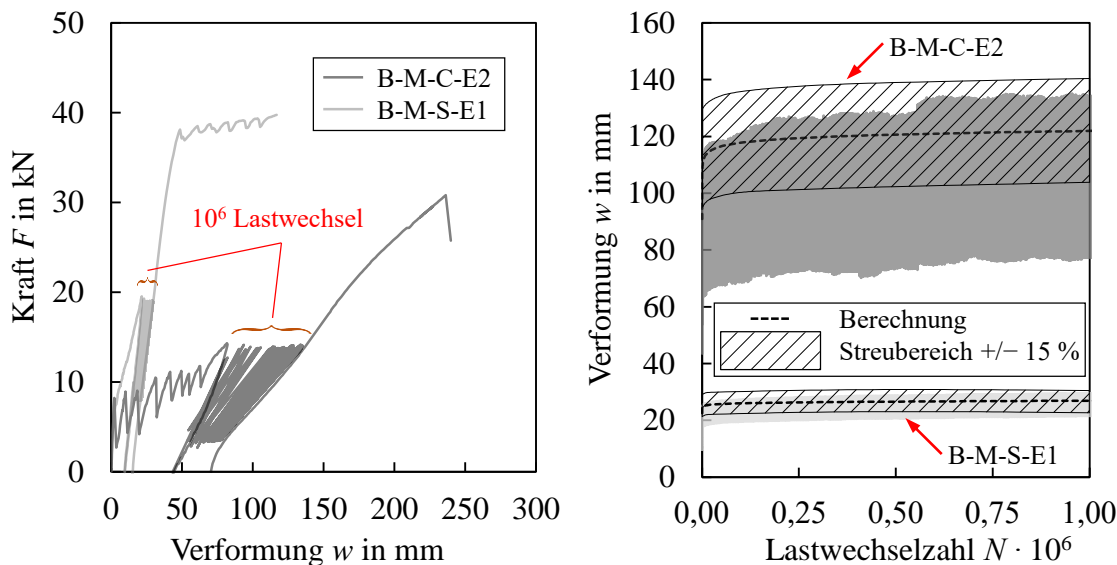 50
40
30
20
10
0
Kraft F in kN
B-M-C-E2
B-M-S-E1
10⁶ Lastwechsel
0
50
100
150
200
250
300
Verformung w in mm
160
140
120
100
80
60
40
20
0
Verformung w in mm
B-M-C-E2
Berechnung
Streubereich +/− 15 %
B-M-S-E1
0,00
0,25
0,50
0,75
1,00
Lastwechselzahl N · 10⁶